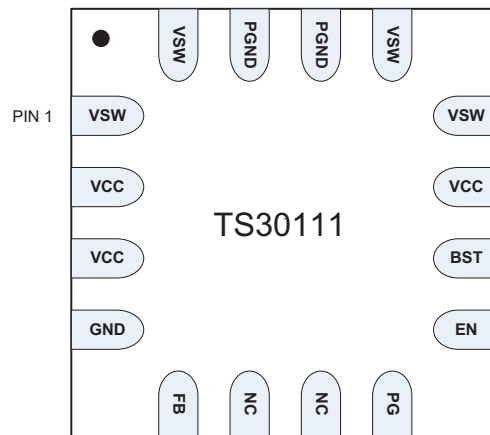 VSW PGND PGND VSW
PIN 1 VSW VSW
VCC VCC
TS30111
VCC BST
GND EN
FB NC NC PG